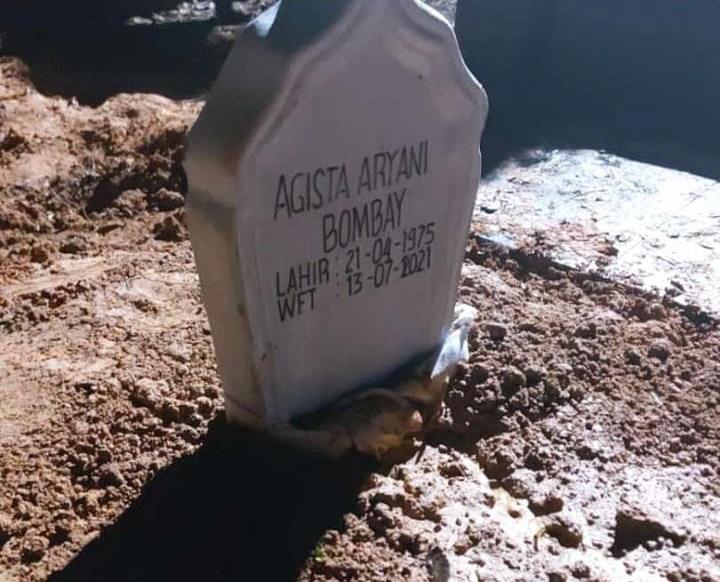 AGISTA ARYANI
BOMBAY
LAHIR : 21-04-1975
WFT : 13-07-2021